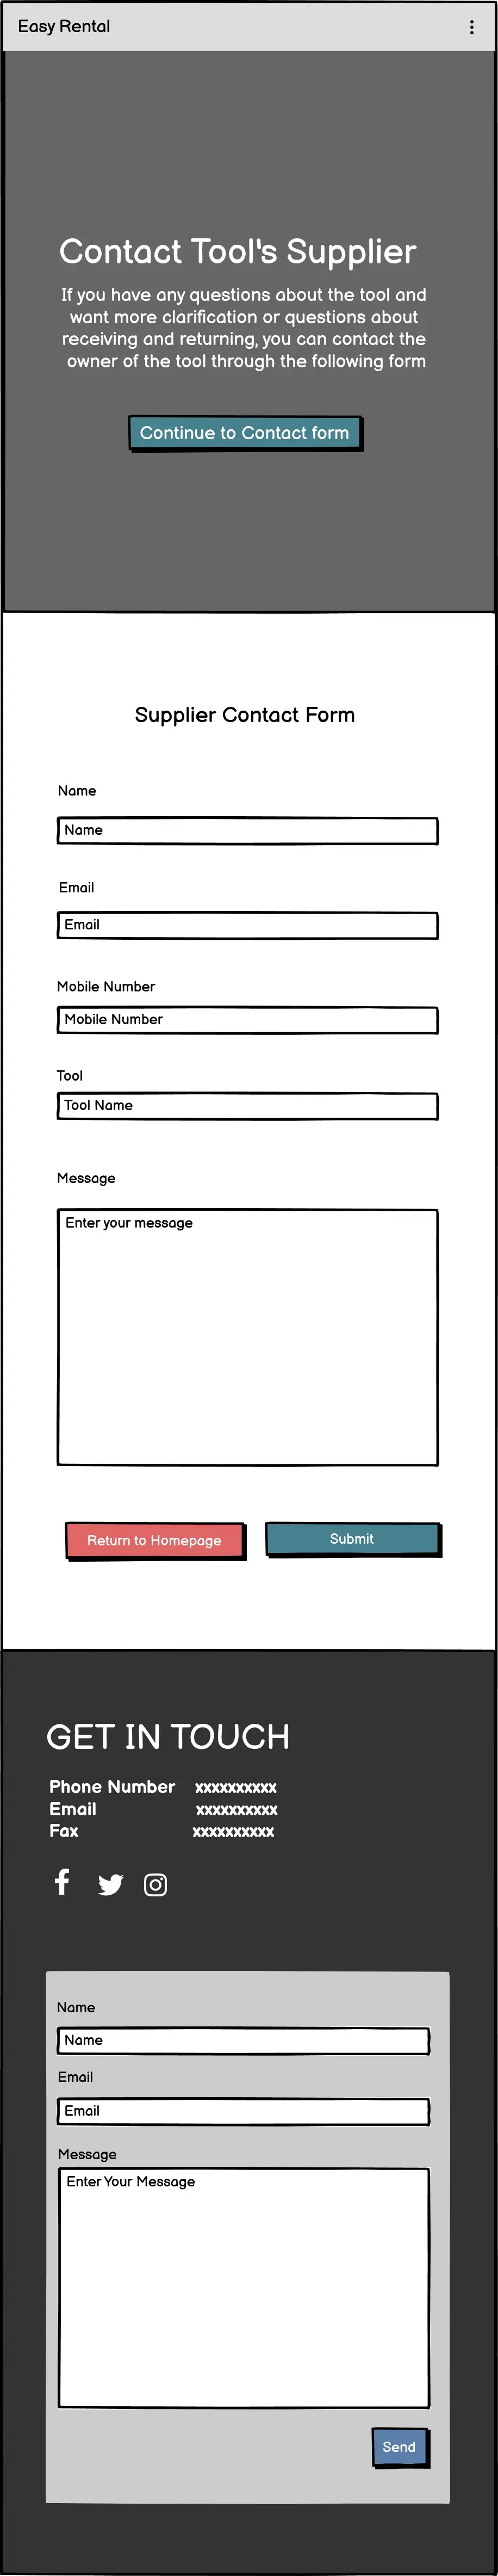 Easy Rental
Contact Tool's Supplier
If you have any questions about the tool and
want more clarification or questions about
receiving and returning, you can contact the
owner of the tool through the following form
Continue to Contact form
Supplier Contact Form
Name
Name
Email
Email
Mobile Number
Mobile Number
Tool
Tool Name
Message
Enter your message
Return to Homepage
Submit
GET IN TOUCH
Phone Number xxxxxxxxxx
Email xxxxxxxxxx
Fax xxxxxxxxxx
Name
Name
Email
Email
Message
Enter Your Message
Send